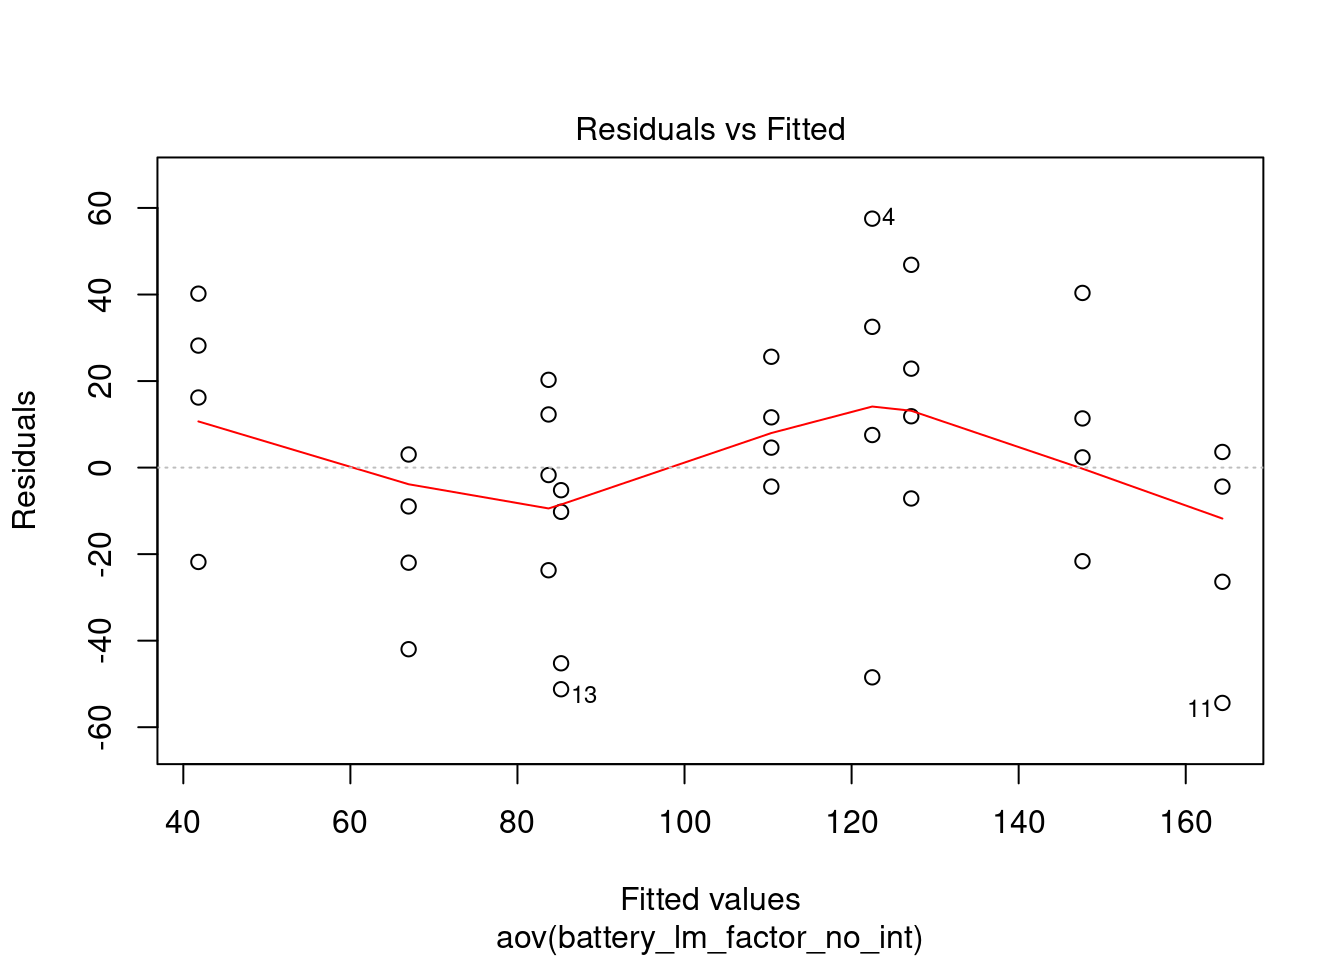 Residuals vs Fitted
Residuals
60
40
20
0
-20
-40
-60
4
13
11
40 60 80 100 120 140 160
Fitted values
aov(battery_lm_factor_no_int)